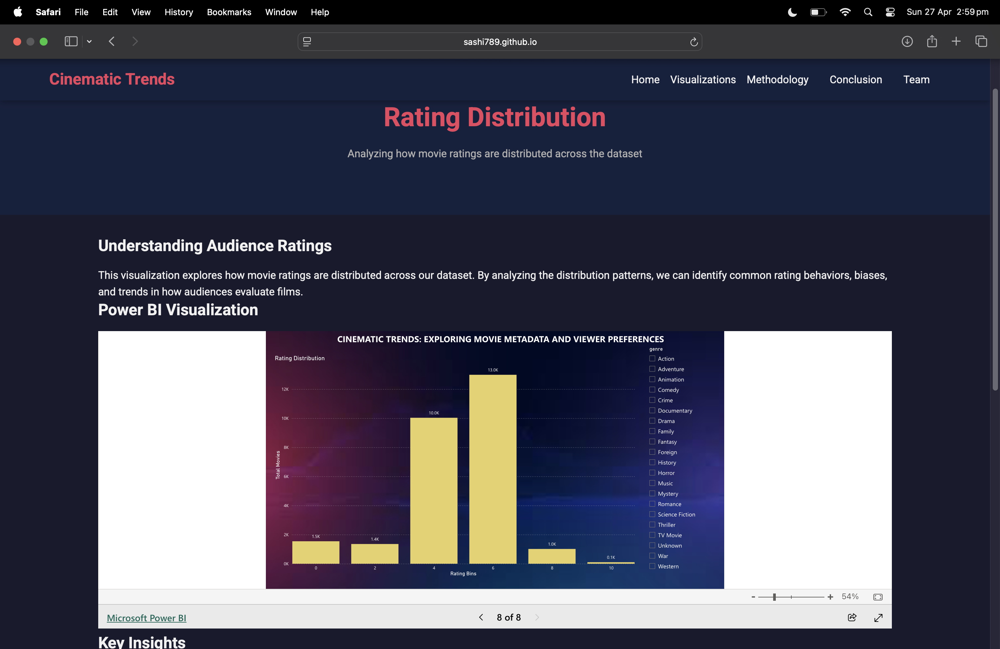 Safari File Edit View History Bookmarks Window Help Sun 27 Apr 2:59 pm
sashi789.github.io
Cinematic Trends Home Visualizations Methodology Conclusion Team
Rating Distribution
Analyzing how movie ratings are distributed across the dataset
Understanding Audience Ratings
This visualization explores how movie ratings are distributed across our dataset. By analyzing the distribution patterns, we can identify common rating behaviors, biases,
and trends in how audiences evaluate films.
Power BI Visualization
CINEMATIC TRENDS: EXPLORING MOVIE METADATA AND VIEWER PREFERENCES
Rating Distribution
13.0K
12K
10.0K
10K
8K
6K
4K
2K
1.5K
1.4K
1.0K
0.1K
0K
Total Movies
0 2 4 6 8 10
Rating Bins
genre
Action
Adventure
Animation
Comedy
Crime
Documentary
Drama
Family
Fantasy
Foreign
History
Horror
Music
Mystery
Romance
Science Fiction
Thriller
TV Movie
Unknown
War
Western
- + 54%
Microsoft Power BI 8 of 8
Key Insights